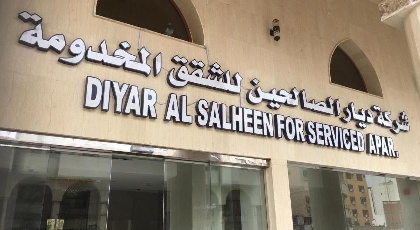 شركة ديار الصالحين للشقق المخدومة
DIYAR AL SALHEEN FOR SERVICED APAR.